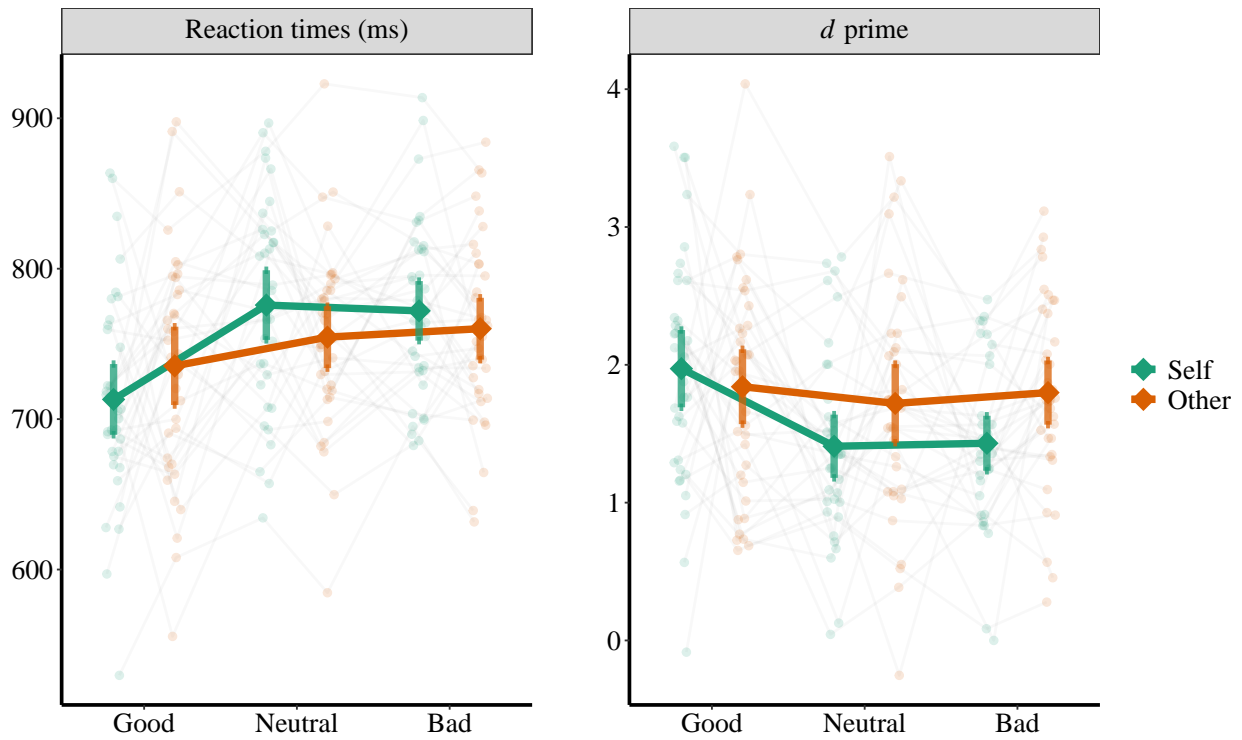 Reaction times (ms)
900
800
700
600
Good Neutral Bad
d prime
4
3
2
1
0
Good Neutral Bad
Self
Other